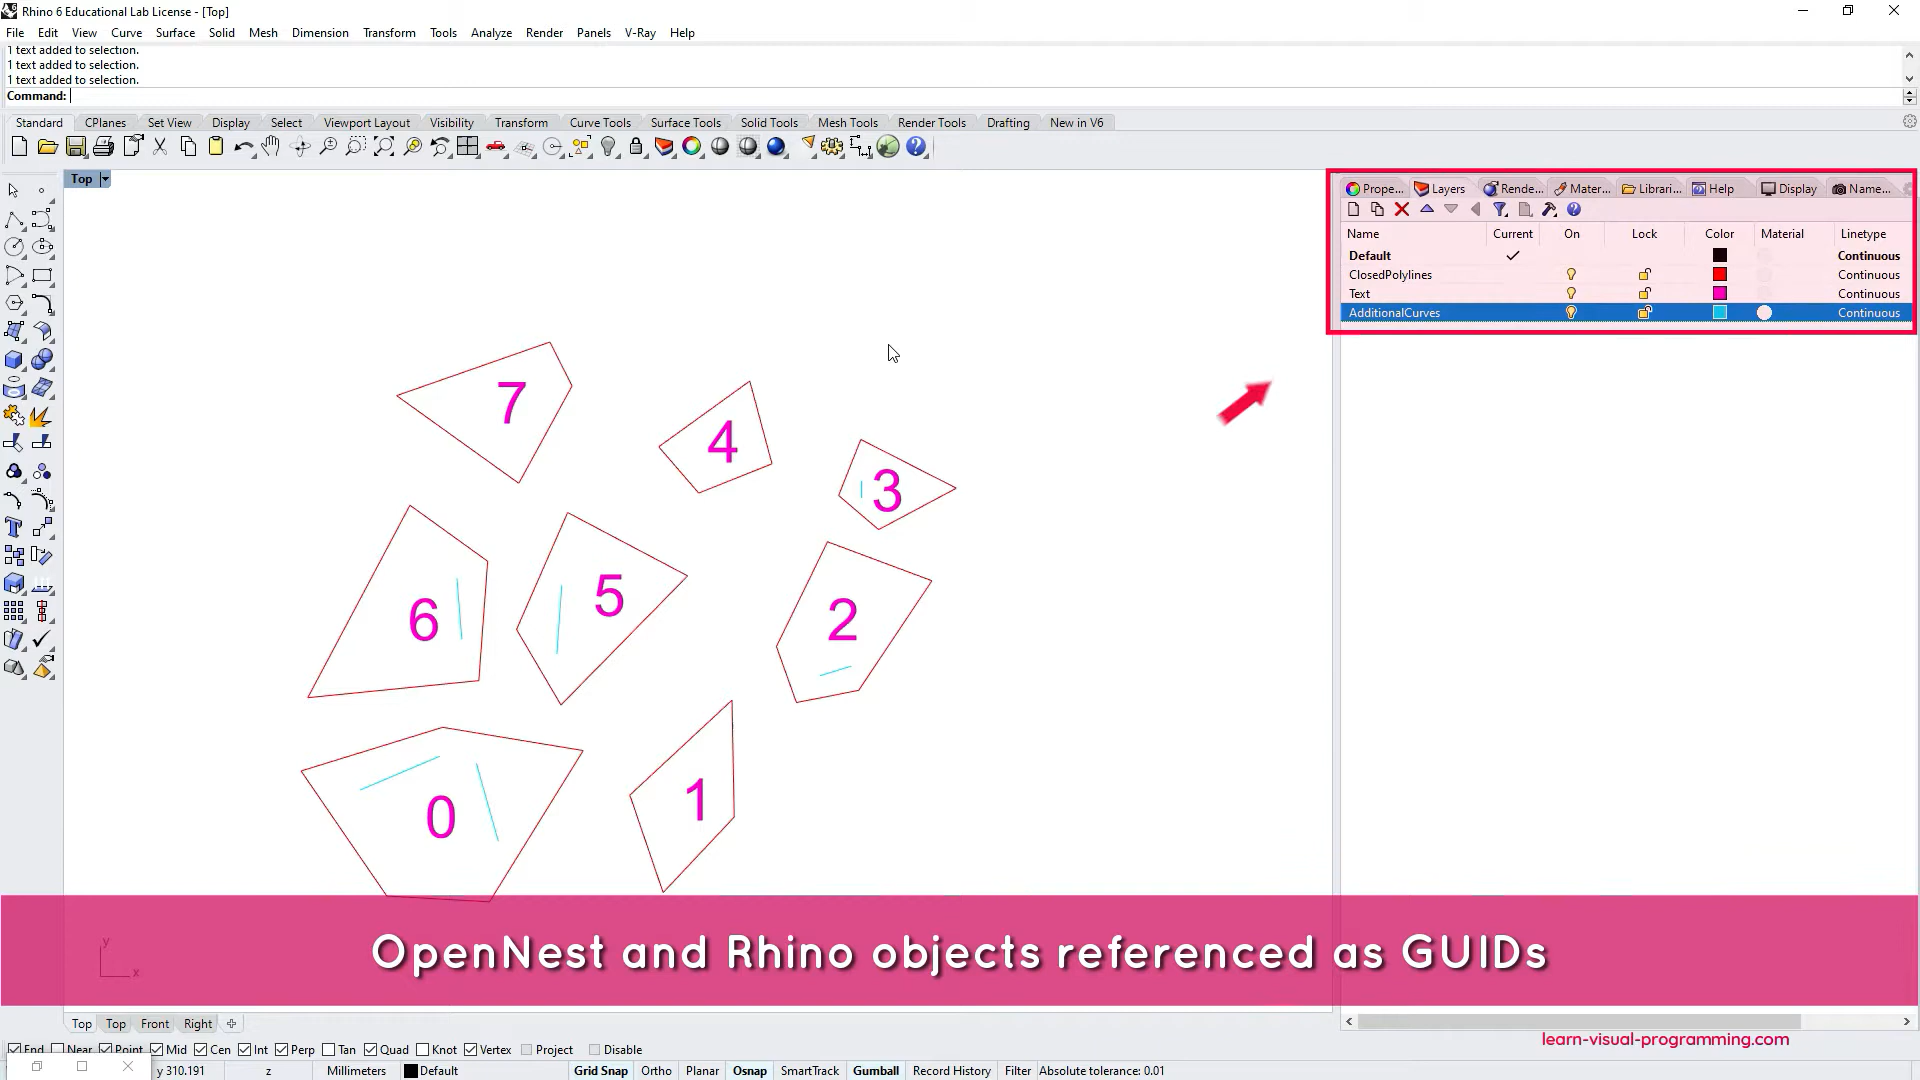 Rhino 6 Educational Lab License - [Top]
File Edit View Curve Surface Solid Mesh Dimension Transform Tools Analyze Render Panels V-Ray Help
1 text added to selection.
1 text added to selection.
1 text added to selection.
Command:
Standard CPlanes Set View Display Select Viewport Layout Visibility Transform Curve Tools Surface Tools Solid Tools Mesh Tools Render Tools Drafting New in V6
Top
Prope... Layers Rende... Mater... Librari... Help Display Name...
Name Current On Lock Color Material Linetype
Default Continuous
ClosedPolylines Continuous
Text Continuous
AdditionalCurves Continuous
7
4
3
6
5
2
0
1
OpenNest and Rhino objects referenced as GUIDs
y
x
Top Top Front Right
learn-visual-programming.com
End Near Point Mid Cen Int Perp Tan Quad Knot Vertex Project Disable
y 310.191 z Millimeters Default Grid Snap Ortho Planar Osnap SmartTrack Gumball Record History Filter Absolute tolerance: 0.01